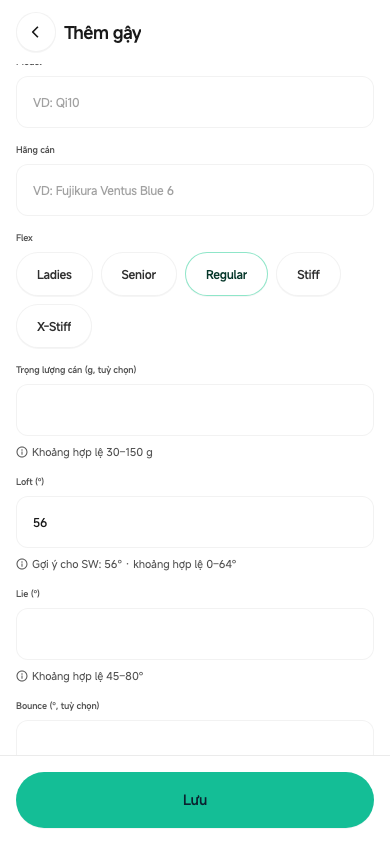 Thêm gậy
VD: Qi10
Hãng cán
VD: Fujikura Ventus Blue 6
Flex
Ladies
Senior
Regular
Stiff
X-Stiff
Trọng lượng cán (g, tuỳ chọn)
Khoảng hợp lệ 30–150 g
Loft (°)
56
Gợi ý cho SW: 56° · khoảng hợp lệ 0–64°
Lie (°)
Khoảng hợp lệ 45–80°
Bounce (°, tuỳ chọn)
Lưu